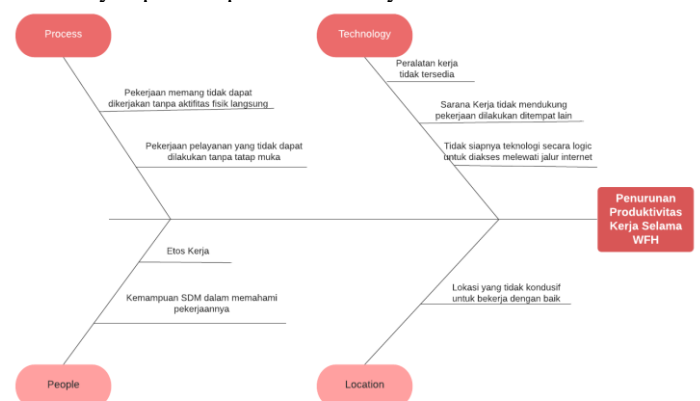 Process
Technology
Peralatan kerja
tidak tersedia
Pekerjaan memang tidak dapat
dikerjakan tanpa aktifitas fisik langsung
Sarana Kerja tidak mendukung
pekerjaan dilakukan ditempat lain
Pekerjaan pelayanan yang tidak dapat
dilakukan tanpa tatap muka
Tidak siapnya teknologi secara logic
untuk diakses melewati jalur internet
Penurunan
Produktivitas
Kerja Selama
WFH
Etos Kerja
Kemampuan SDM dalam memahami
pekerjaannya
Lokasi yang tidak kondusif
untuk bekerja dengan baik
People
Location